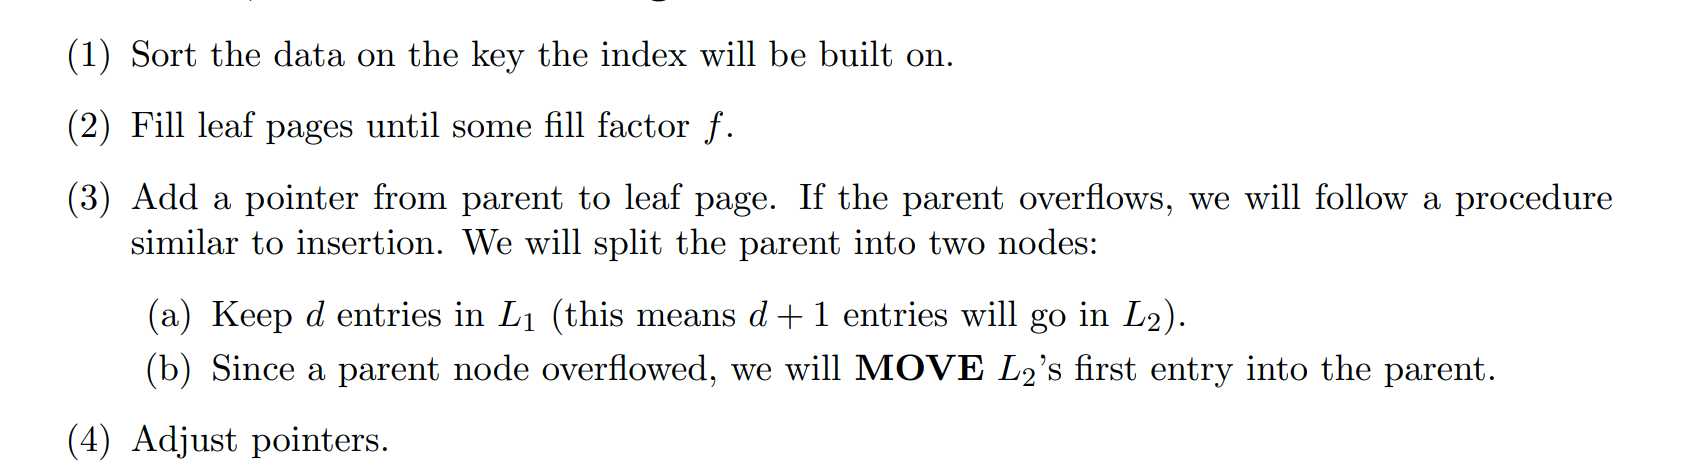 (1) Sort the data on the key the index will be built on.
(2) Fill leaf pages until some fill factor f.
(3) Add a pointer from parent to leaf page. If the parent overflows, we will follow a procedure
similar to insertion. We will split the parent into two nodes:
(a) Keep d entries in L₁ (this means d + 1 entries will go in L₂).
(b) Since a parent node overflowed, we will MOVE L₂'s first entry into the parent.
(4) Adjust pointers.